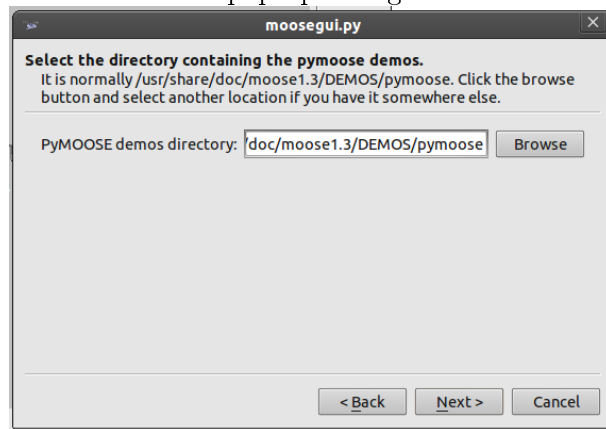 moosegui.py
Select the directory containing the pymoose demos.
It is normally /usr/share/doc/moose1.3/DEMOS/pymoose. Click the browse
button and select another location if you have it somewhere else.
PyMOOSE demos directory: /doc/moose1.3/DEMOS/pymoose Browse
< Back Next > Cancel